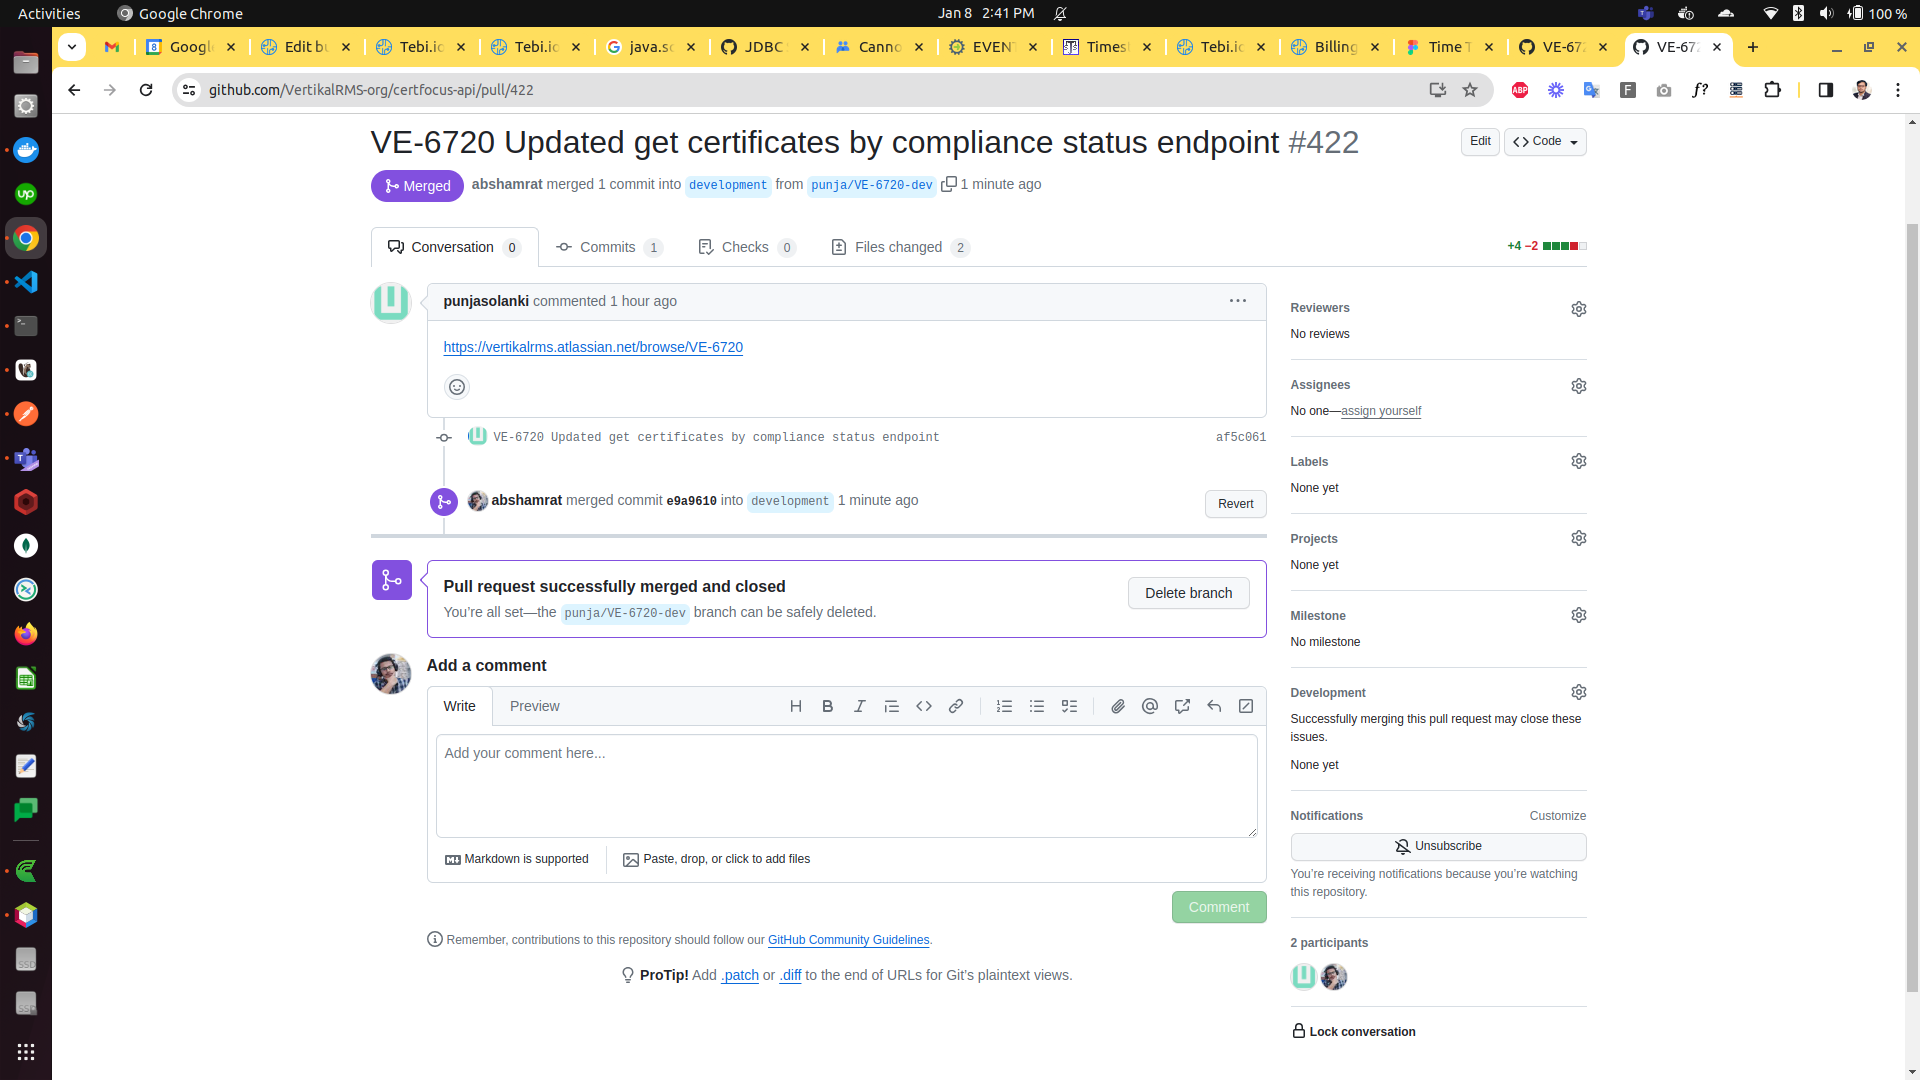 Activities
Google Chrome
Jan 8 2:41 PM
100 %
Googl
Edit bu
Tebi.io
Tebi.io
java.se
JDBC
Canno
EVENT
Times
Tebi.io
Billing
Time T
VE-672
VE-672
github.com/VertikalRMS-org/certfocus-api/pull/422
VE-6720 Updated get certificates by compliance status endpoint #422
Edit
Code
Merged
abshamrat merged 1 commit into development from punja/VE-6720-dev 1 minute ago
Conversation 0
Commits 1
Checks 0
Files changed 2
+4 −2
punjasolanki commented 1 hour ago
https://vertikalrms.atlassian.net/browse/VE-6720
VE-6720 Updated get certificates by compliance status endpoint
af5c061
abshamrat merged commit e9a9610 into development 1 minute ago
Revert
Pull request successfully merged and closed
You’re all set—the punja/VE-6720-dev branch can be safely deleted.
Delete branch
Add a comment
Write
Preview
Add your comment here...
Markdown is supported
Paste, drop, or click to add files
Comment
Remember, contributions to this repository should follow our GitHub Community Guidelines.
ProTip! Add .patch or .diff to the end of URLs for Git’s plaintext views.
Reviewers
No reviews
Assignees
No one—assign yourself
Labels
None yet
Projects
None yet
Milestone
No milestone
Development
Successfully merging this pull request may close these
issues.
None yet
Notifications
Customize
Unsubscribe
You’re receiving notifications because you’re watching
this repository.
2 participants
Lock conversation